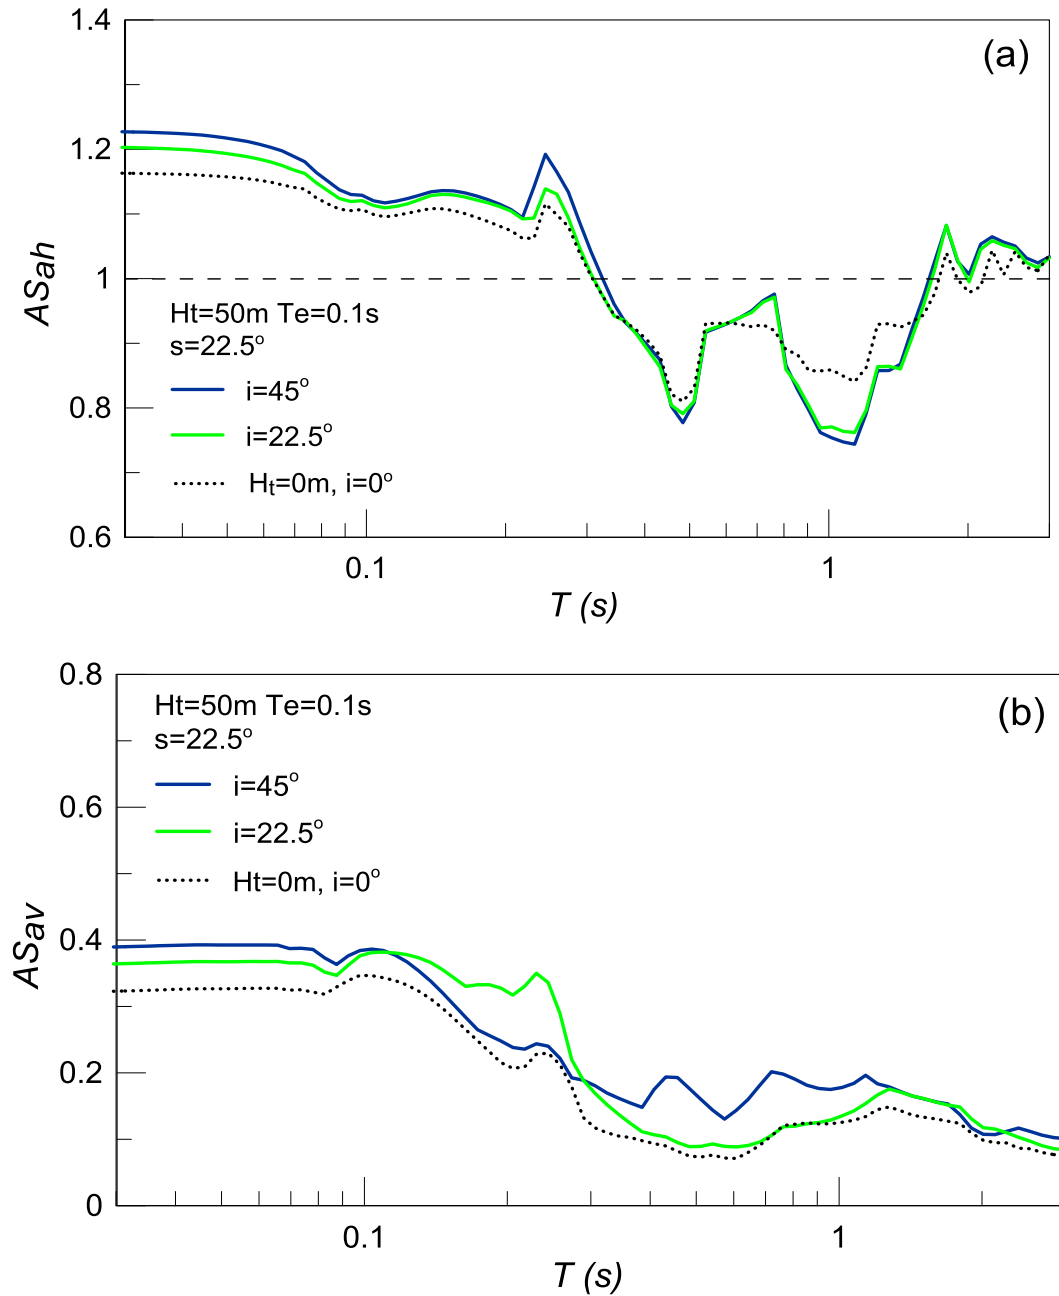 1.4
(a)
1.2
1
ASah
Ht=50m Te=0.1s
s=22.5°
i=45°
0.8
i=22.5°
Ht=0m, i=0°
0.6
0.1
1
T (s)
0.8
Ht=50m Te=0.1s
(b)
s=22.5°
i=45°
0.6
i=22.5°
Ht=0m, i=0°
0.4
ASav
0.2
0
0.1
1
T (s)